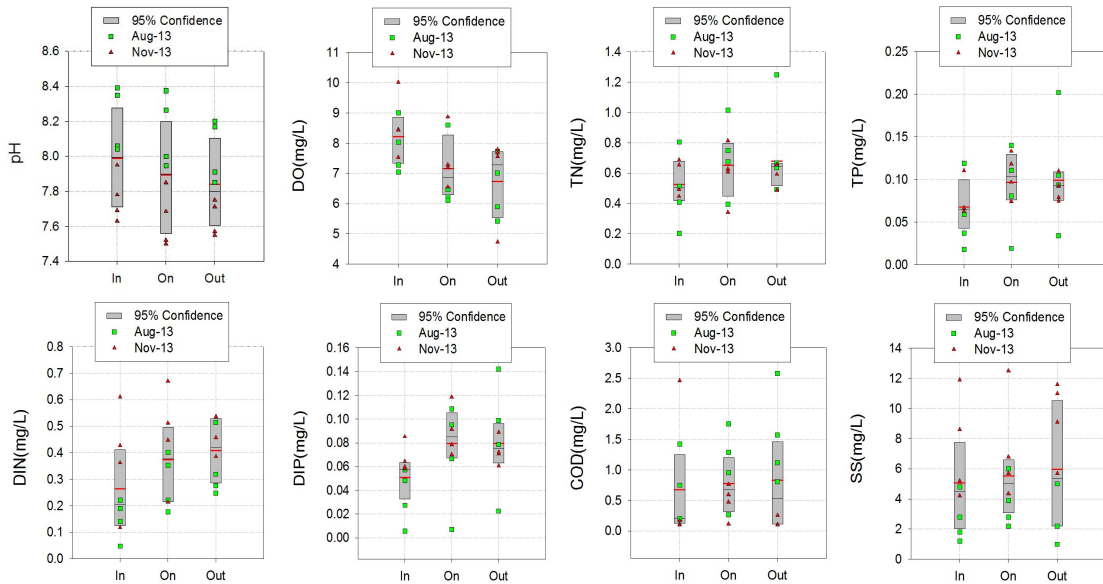 95% Confidence
Aug-13
Nov-13
pH
8.6
8.4
8.2
8.0
7.8
7.6
7.4
In On Out
95% Confidence
Aug-13
Nov-13
DO(mg/L)
11
10
9
8
7
6
5
4
In On Out
95% Confidence
Aug-13
Nov-13
TN(mg/L)
1.4
1.2
1.0
0.8
0.6
0.4
0.2
0.0
In On Out
95% Confidence
Aug-13
Nov-13
TP(mg/L)
0.25
0.20
0.15
0.10
0.05
0.00
In On Out
95% Confidence
Aug-13
Nov-13
DIN(mg/L)
0.8
0.7
0.6
0.5
0.4
0.3
0.2
0.1
0.0
In On Out
95% Confidence
Aug-13
Nov-13
DIP(mg/L)
0.16
0.14
0.12
0.10
0.08
0.06
0.04
0.02
0.00
In On Out
95% Confidence
Aug-13
Nov-13
COD(mg/L)
3.0
2.5
2.0
1.5
1.0
0.5
0.0
In On Out
95% Confidence
Aug-13
Nov-13
SS(mg/L)
14
12
10
8
6
4
2
0
In On Out